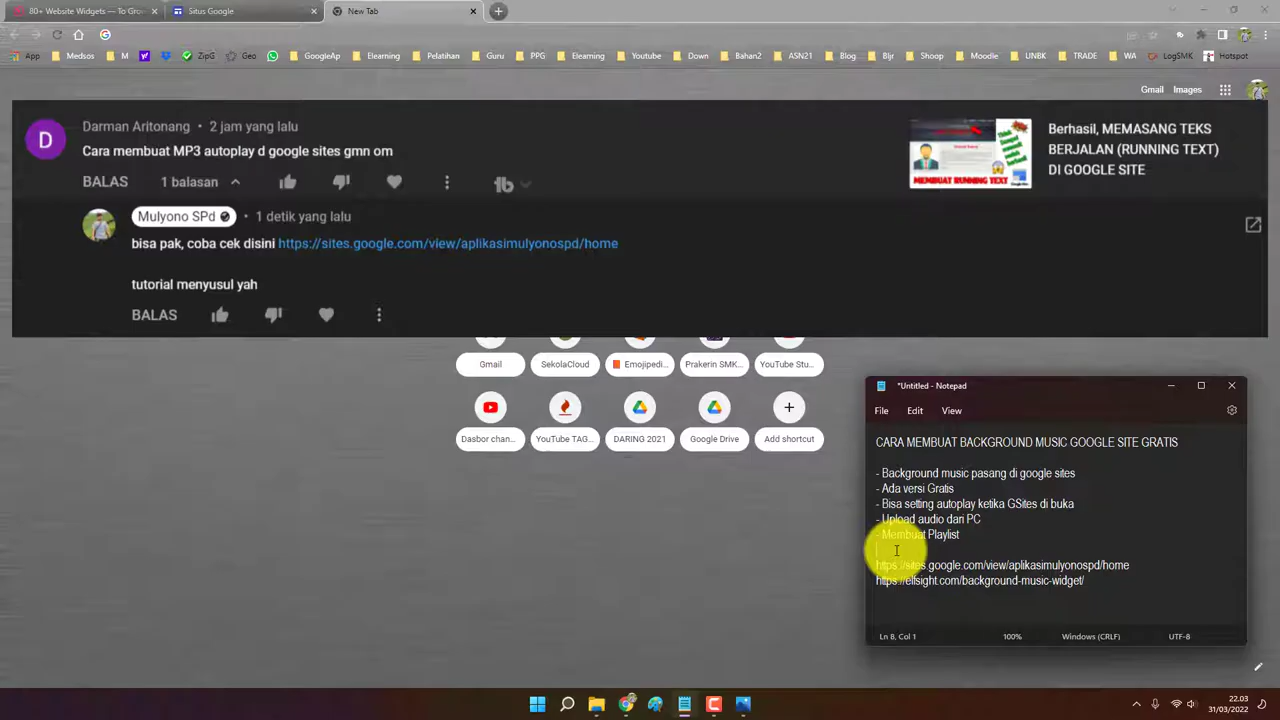 80+ Website Widgets — To Gro
Situs Google
New Tab
App
Medsos
M
ZipG
Geo
GoogleAp
Elearning
Pelatihan
Guru
PPG
Elearning
Youtube
Down
Bahan2
ASN21
Blog
Bljr
Shoop
Moodle
UNBK
TRADE
WA
LogSMK
Hotspot
Gmail
Images
D
Darman Aritonang • 2 jam yang lalu
Cara membuat MP3 autoplay d google sites gmn om
BALAS
1 balasan
Berhasil, MEMASANG TEKS
BERJALAN (RUNNING TEXT)
DI GOOGLE SITE
MEMBUAT RUNNING TEXT
Mulyono SPd • 1 detik yang lalu
bisa pak, coba cek disini https://sites.google.com/view/aplikasimulyonospd/home
tutorial menyusul yah
BALAS
Gmail
SekolaCloud
Emojipedi...
Prakerin SMK...
YouTube Stu...
Dasbor chan...
YouTube TAG...
DARING 2021
Google Drive
Add shortcut
*Untitled - Notepad
File
Edit
View
CARA MEMBUAT BACKGROUND MUSIC GOOGLE SITE GRATIS
- Background music pasang di google sites
- Ada versi Gratis
- Bisa setting autoplay ketika GSites di buka
- Upload audio dari PC
- Membuat Playlist
https://sites.google.com/view/aplikasimulyonospd/home
https://elfsight.com/background-music-widget/
Ln 8, Col 1
100%
Windows (CRLF)
UTF-8
22.03
31/03/2022